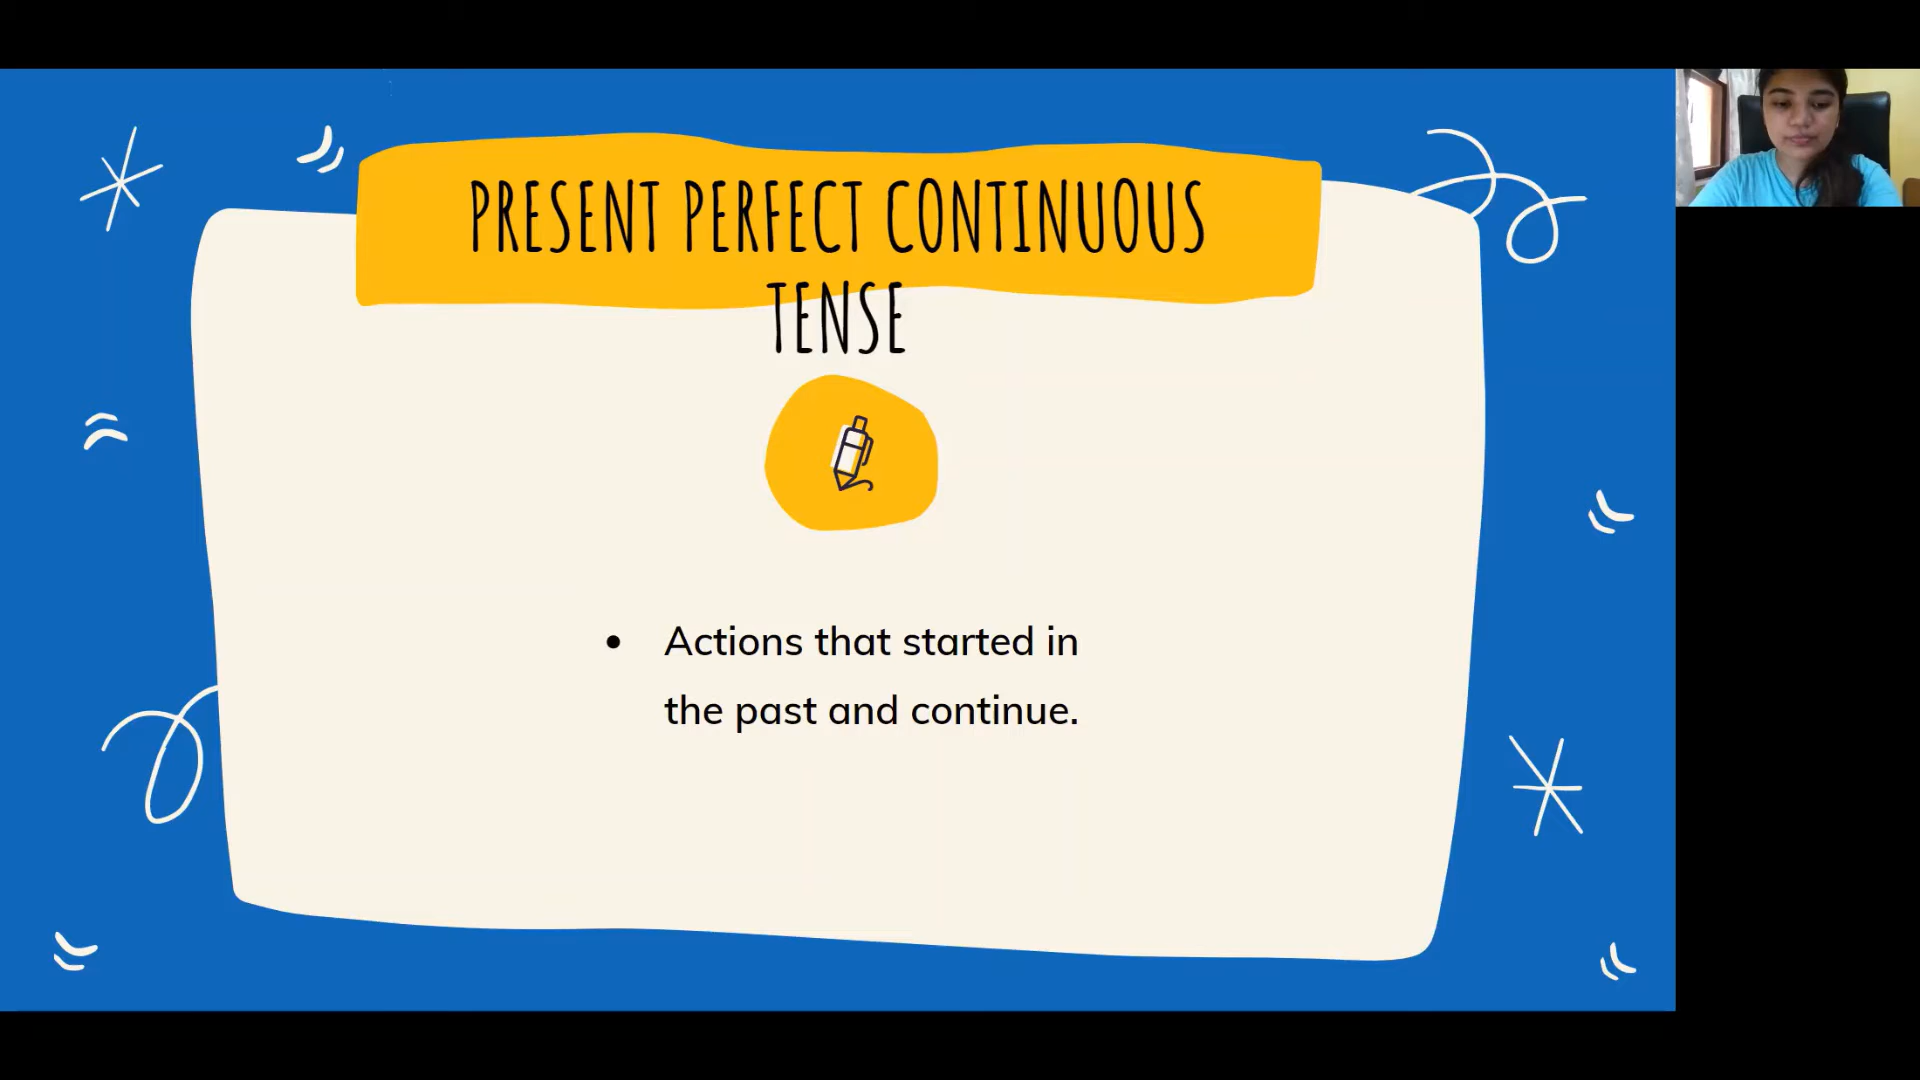 PRESENT PERFECT CONTINUOUS
TENSE
• Actions that started in
the past and continue.